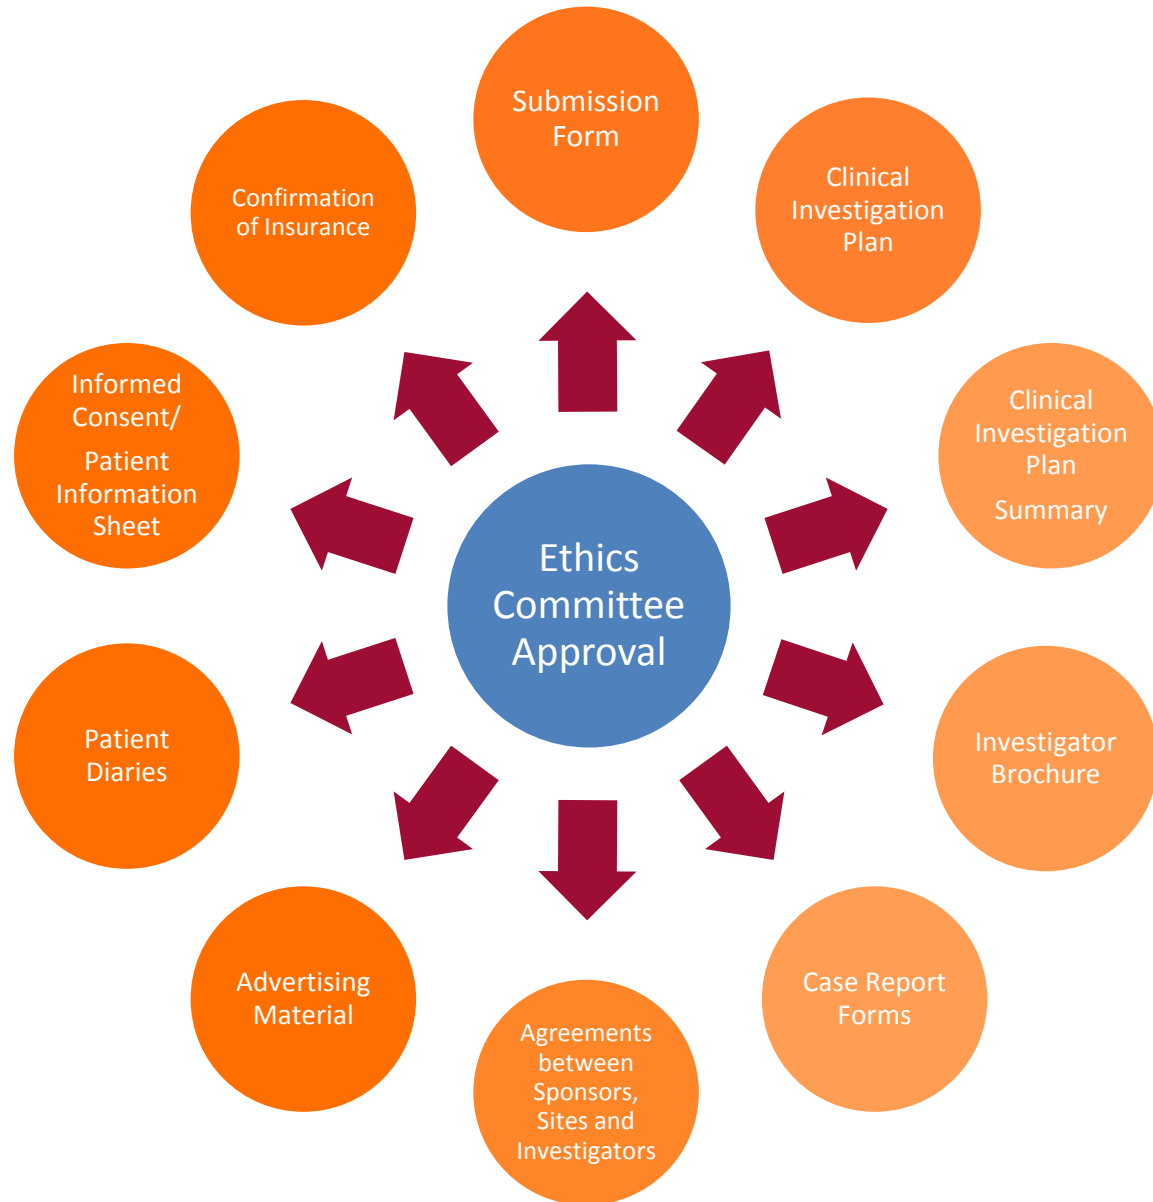 Submission
Form
Clinical
Investigation
Plan
Clinical
Investigation
Plan
Summary
Investigator
Brochure
Case Report
Forms
Agreements
between
Sponsors,
Sites and
Investigators
Advertising
Material
Patient
Diaries
Informed
Consent/
Patient
Information
Sheet
Confirmation
of Insurance
Ethics
Committee
Approval